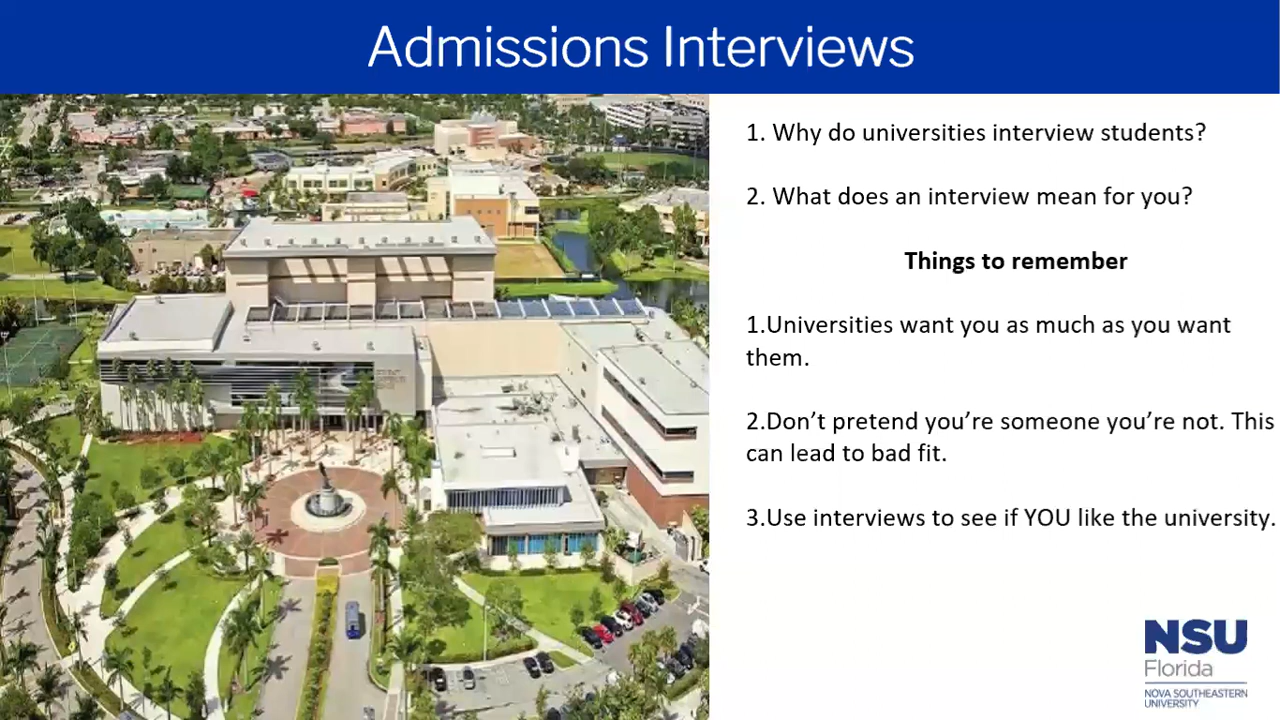 Admissions Interviews
1. Why do universities interview students?
2. What does an interview mean for you?
Things to remember
1.Universities want you as much as you want
them.
2.Don’t pretend you’re someone you’re not. This
can lead to bad fit.
3.Use interviews to see if YOU like the university.
NSU
Florida
NOVA SOUTHEASTERN
UNIVERSITY